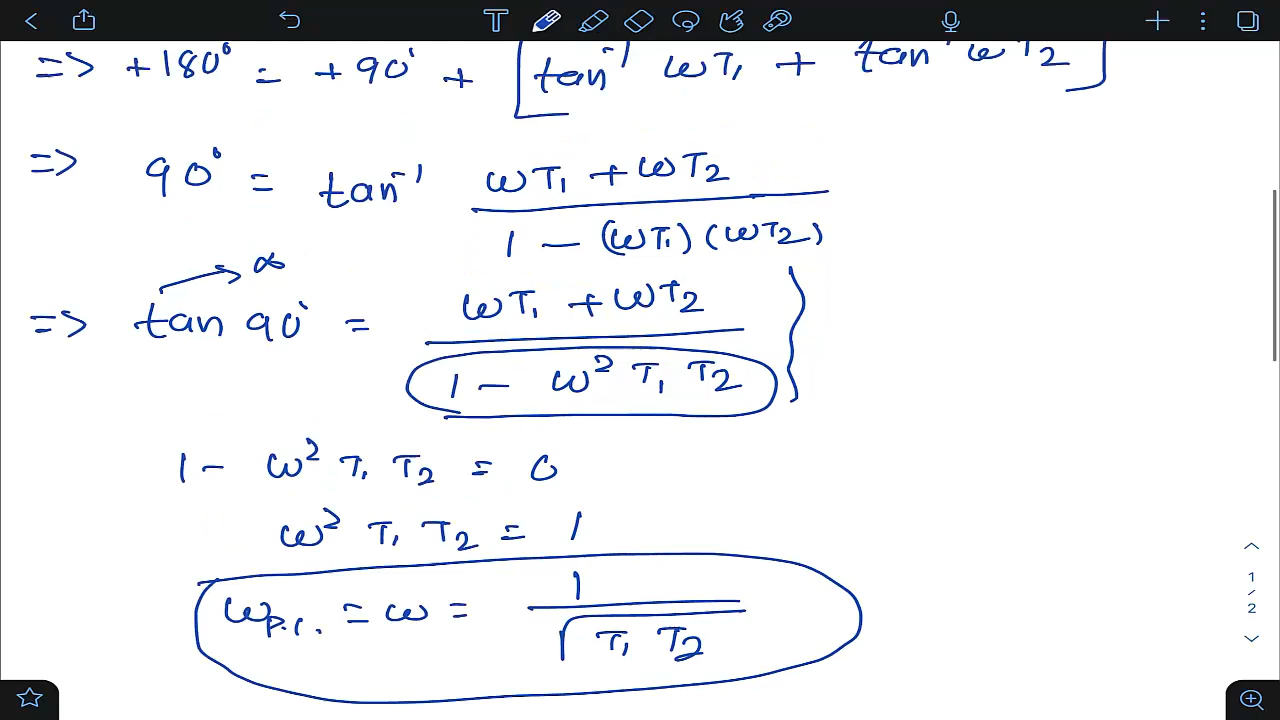 => +180° = +90° + [tan⁻¹ ωT₁ + tan⁻¹ ωT₂]
=> 90° = tan⁻¹ (ωT₁ + ωT₂) / (1 − (ωT₁)(ωT₂))
∞
=> tan 90° = (ωT₁ + ωT₂) / (1 − ω² T₁ T₂)
1 − ω² T₁ T₂ = 0
ω² T₁ T₂ = 1
ωp.c. = ω = 1 / √(T₁ T₂)
1
/
2